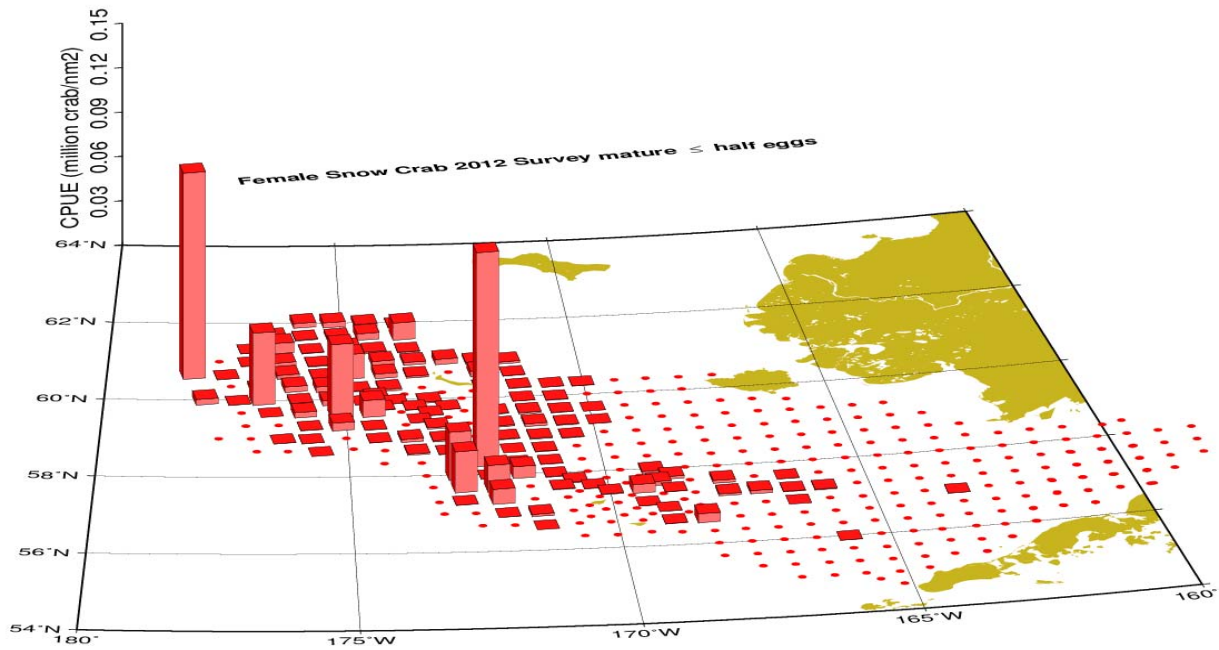 0.15
0.12
0.09
0.06
0.03
CPUE (million crab/nm2)
Female Snow Crab 2012 Survey mature ≤ half eggs
64°N
62°N
60°N
58°N
56°N
54°N
180°
175°W
170°W
165°W
160°